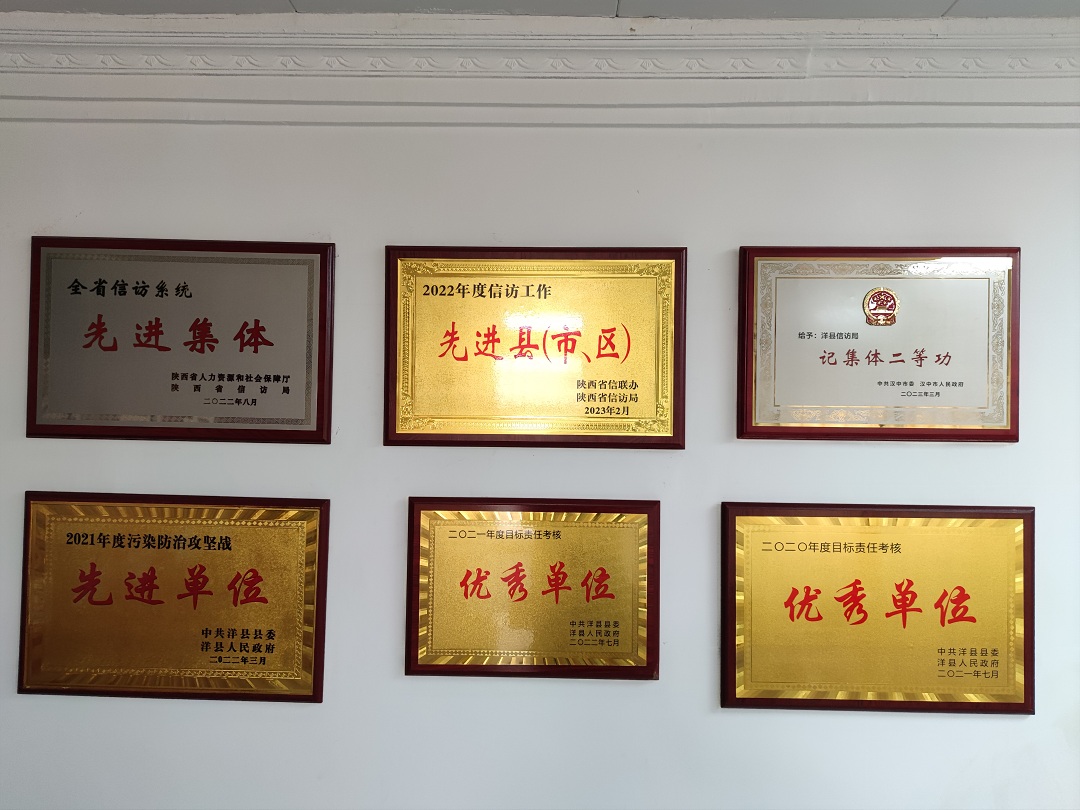 全省信访系统
先进集体
陕西省人力资源和社会保障厅
陕西省信访局
二〇二二年八月
2022年度信访工作
先进县(市、区)
陕西省信联办
陕西省信访局
2023年2月
给予：洋县信访局
记集体二等功
中共汉中市委 汉中市人民政府
二〇二三年三月
2021年度污染防治攻坚战
先进单位
中共洋县县委
洋县人民政府
二〇二二年三月
二〇二一年度目标责任考核
优秀单位
中共洋县县委
洋县人民政府
二〇二二年七月
二〇二〇年度目标责任考核
优秀单位
中共洋县县委
洋县人民政府
二〇二一年七月